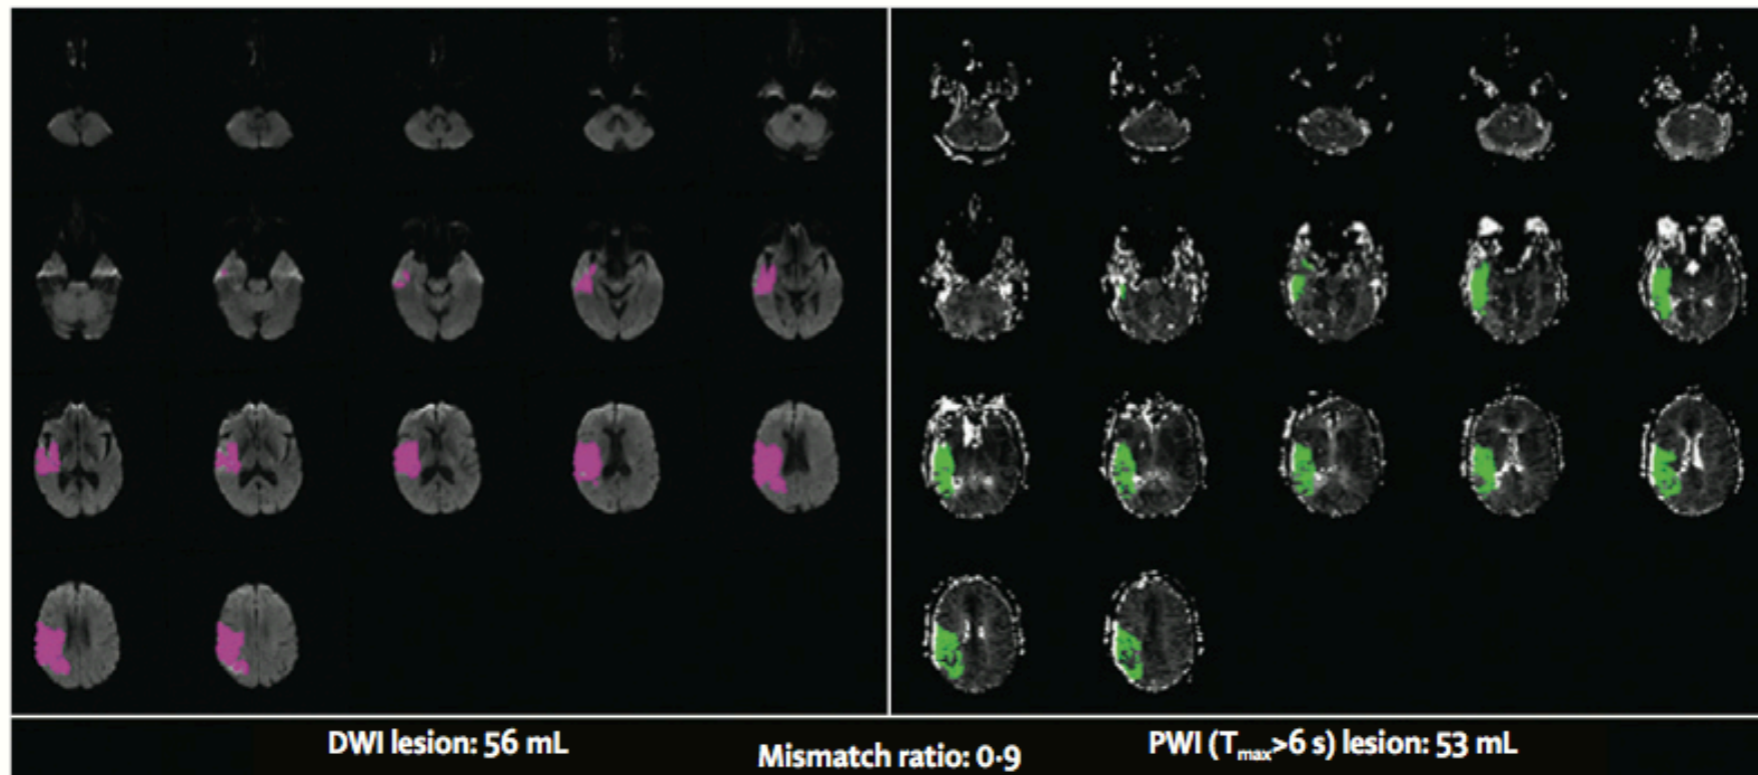 DWI lesion: 56 mL
Mismatch ratio: 0·9
PWI (Tmax>6 s) lesion: 53 mL